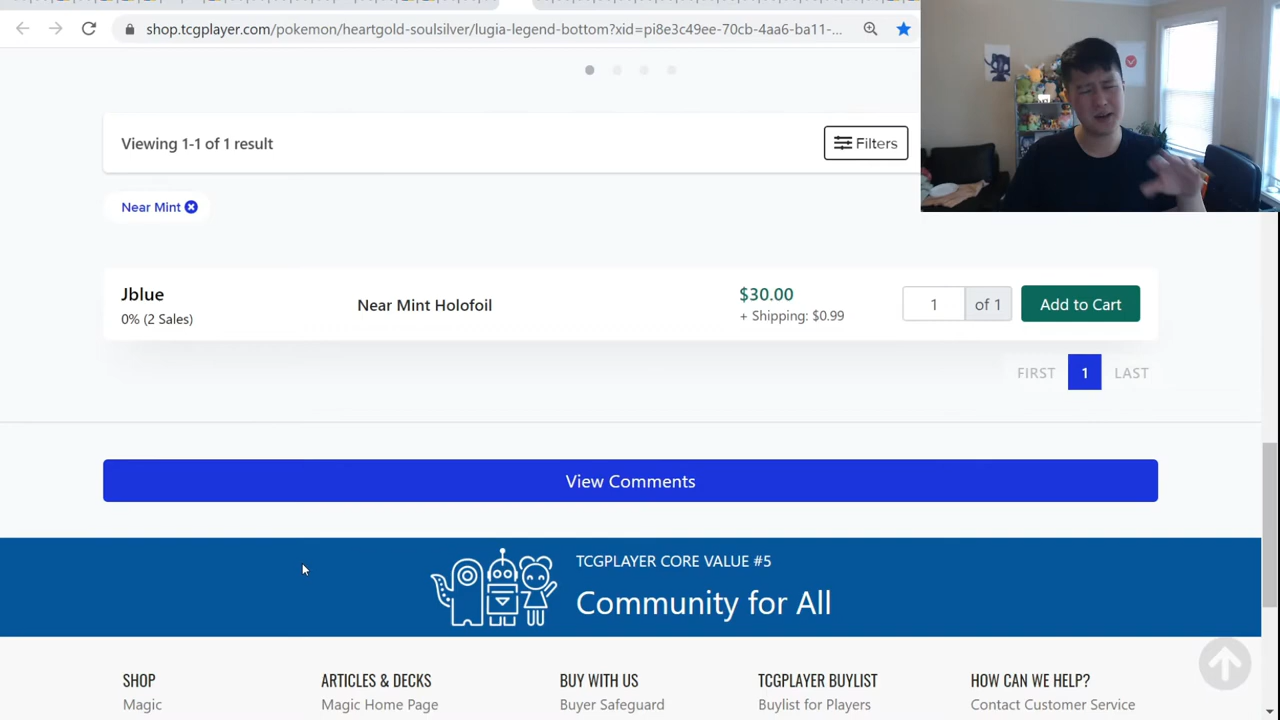 shop.tcgplayer.com/pokemon/heartgold-soulsilver/lugia-legend-bottom?xid=pi8e3c49ee-70cb-4aa6-ba11-...
Viewing 1-1 of 1 result
Filters
Near Mint
Jblue
0% (2 Sales)
Near Mint Holofoil
$30.00
+ Shipping: $0.99
1
of 1
Add to Cart
FIRST
1
LAST
View Comments
TCGPLAYER CORE VALUE #5
Community for All
SHOP
ARTICLES & DECKS
BUY WITH US
TCGPLAYER BUYLIST
HOW CAN WE HELP?
Magic
Magic Home Page
Buyer Safeguard
Buylist for Players
Contact Customer Service